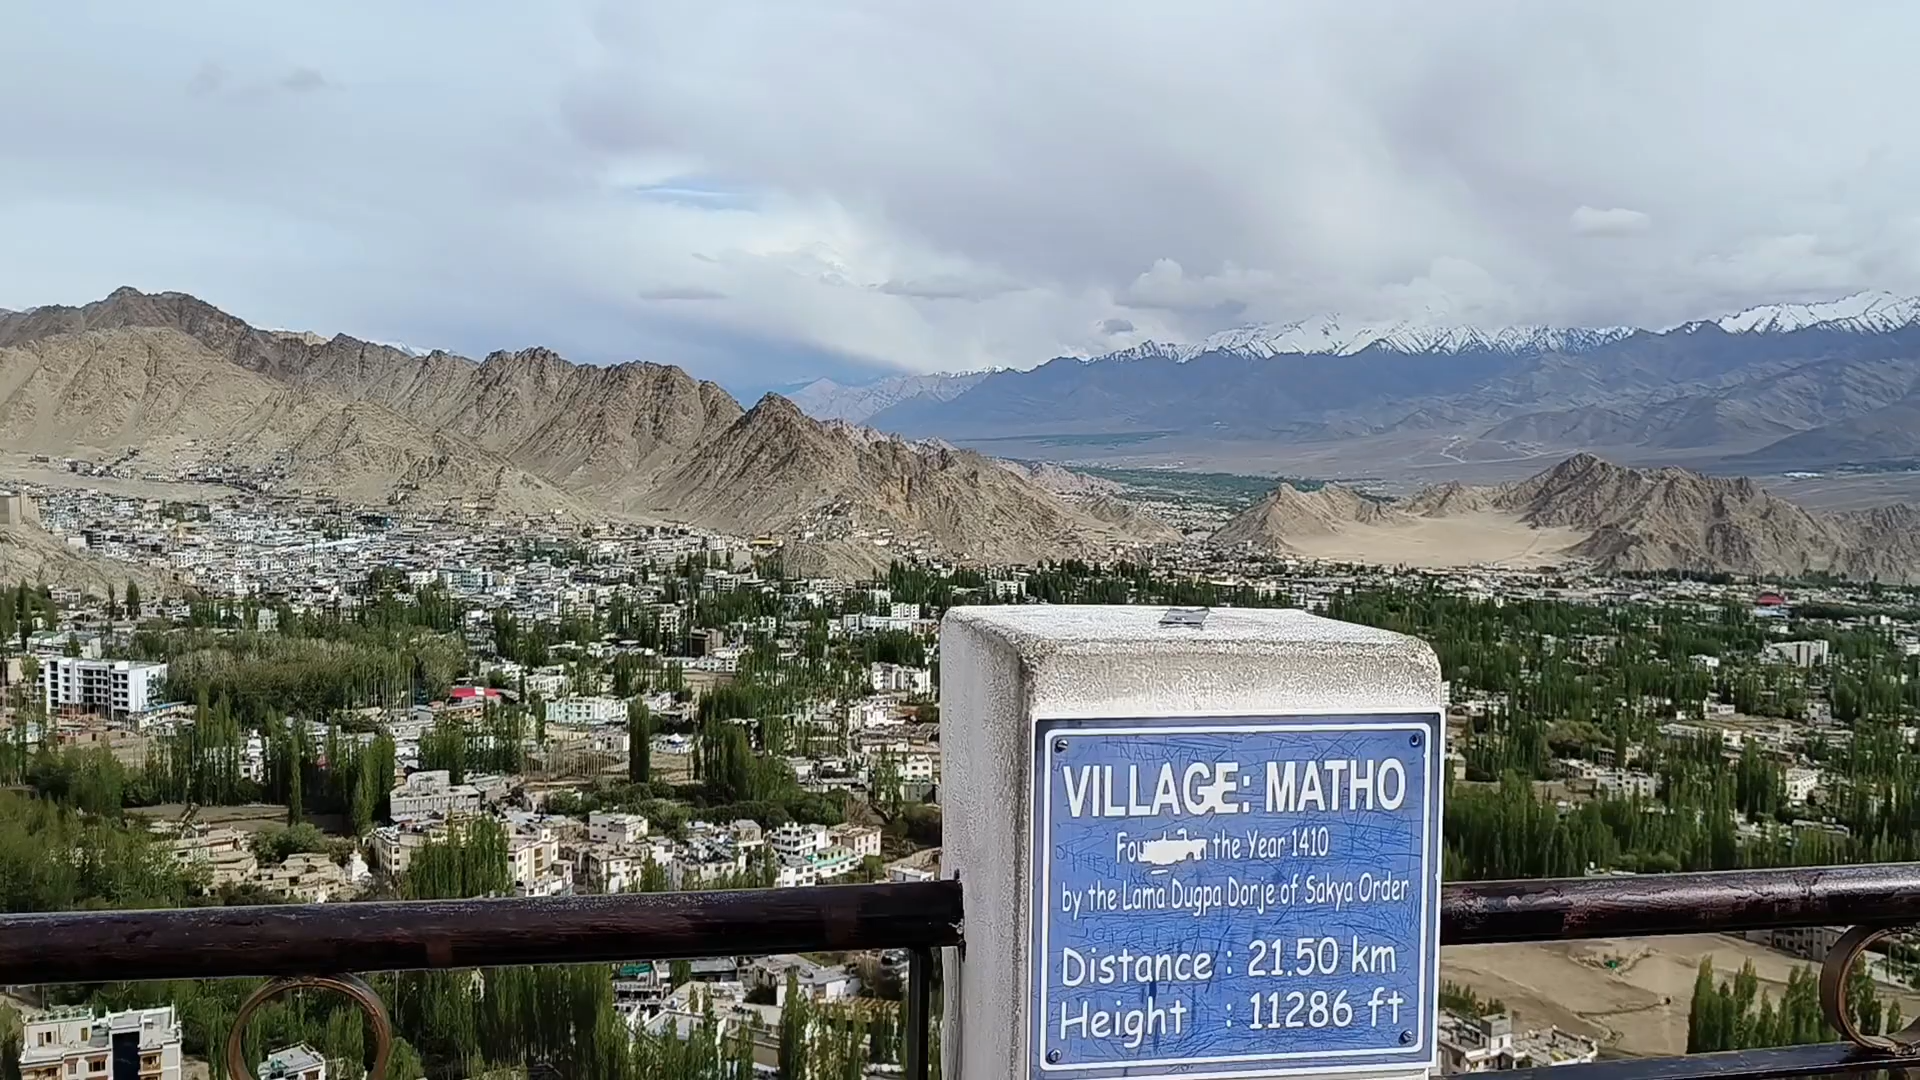 VILLAGE: MATHO
in the Year 1410
by the Lama Dugpa Dorje of Sakya Order
Distance : 21.50 km
Height : 11286 ft